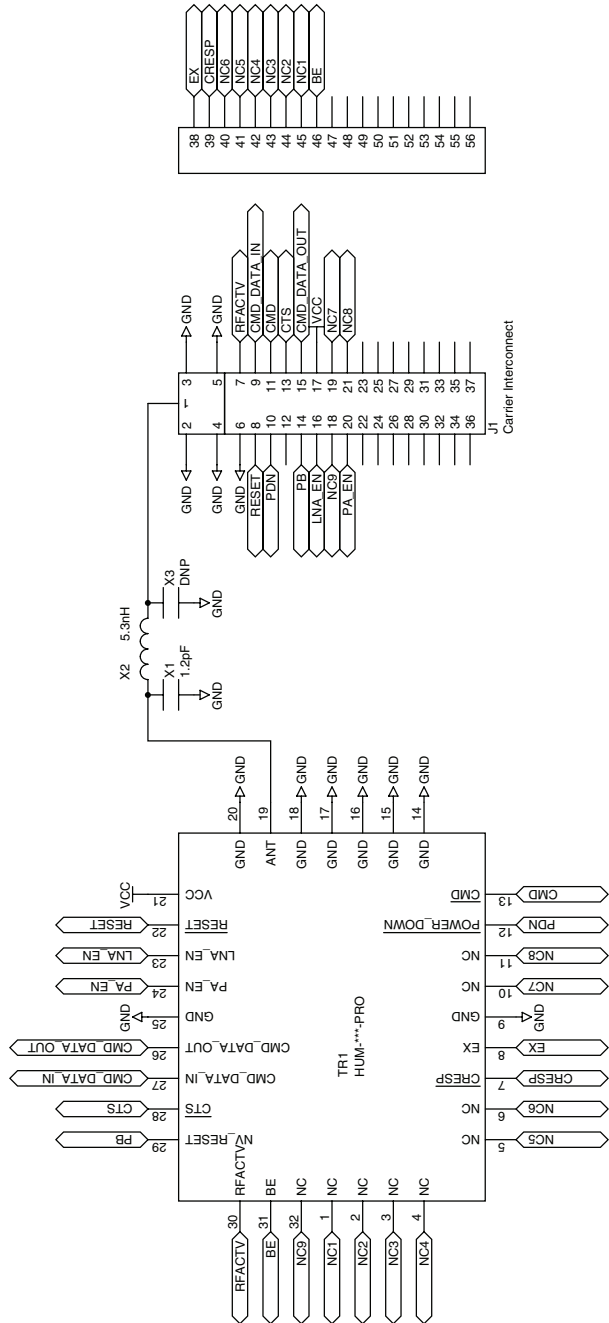 38 EX
39 CRESP
40 NC6
41 NC5
42 NC4
43 NC3
44 NC2
45 NC1
46 BE
47
48
49
50
51
52
53
54
55
56
GND 2 1 3 GND
GND 4 5 GND
GND 6 7 RFACTV
RESET 8 9 CMD_DATA_IN
PDN 10 11 CMD
12 13 CTS
PB 14 15 CMD_DATA_OUT
LNA_EN 16 17 VCC
NC9 18 19 NC7
PA_EN 20 21 NC8
22 23
24 25
26 27
28 29
30 31
32 33
34 35
36 37
J1
Carrier Interconnect
X2 5.3nH
X1
1.2pF
GND
X3
DNP
GND
TR1
HUM-***-PRO
GND 20 GND
ANT 19
GND 18 GND
GND 17 GND
GND 16 GND
GND 15 GND
GND 14 GND
VCC 21 VCC
RESET 22 RESET
LNA_EN 23 LNA_EN
PA_EN 24 PA_EN
GND 25 GND
CMD_DATA_OUT 26 CMD_DATA_OUT
CMD_DATA_IN 27 CMD_DATA_IN
CTS 28 CTS
PB 29 NV_RESET
RFACTV 30 RFACTV
BE 31 BE
NC9 32 NC
NC1 1 NC
NC2 2 NC
NC3 3 NC
NC4 4 NC
NC 5 NC5
NC 6 NC6
CRESP 7 CRESP
EX 8 EX
GND 9 GND
NC 10 NC7
NC 11 NC8
POWER_DOWN 12 PDN
CMD 13 CMD